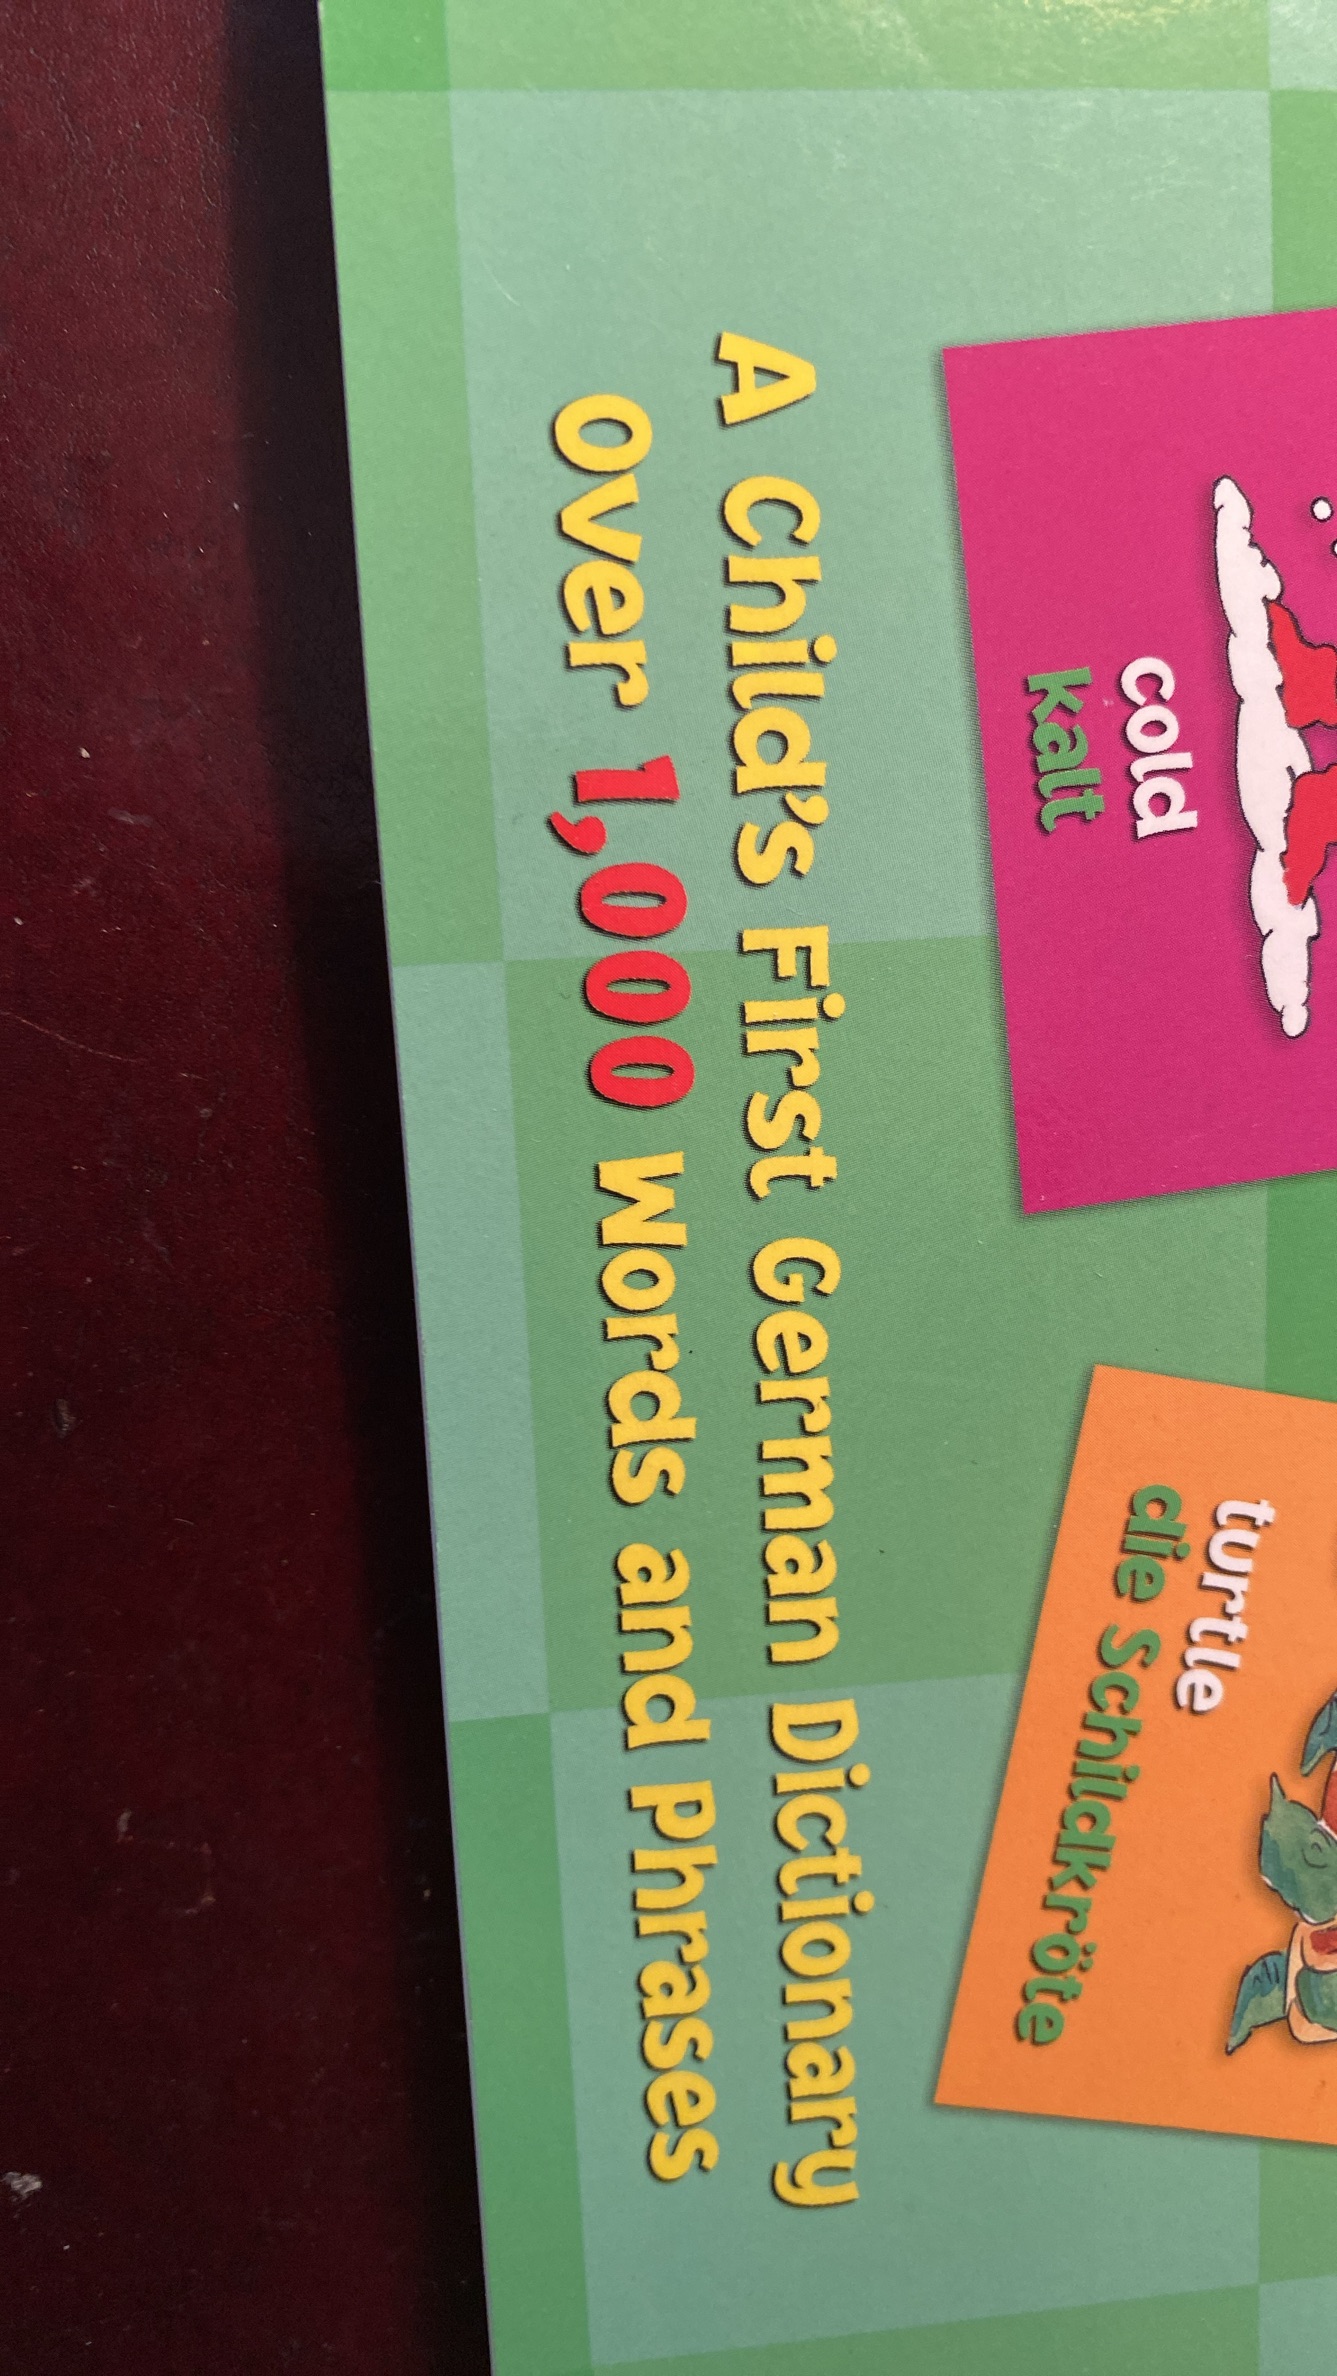 cold
kalt
turtle
die Schildkröte
A Child's First German Dictionary
Over 1,000 Words and Phrases